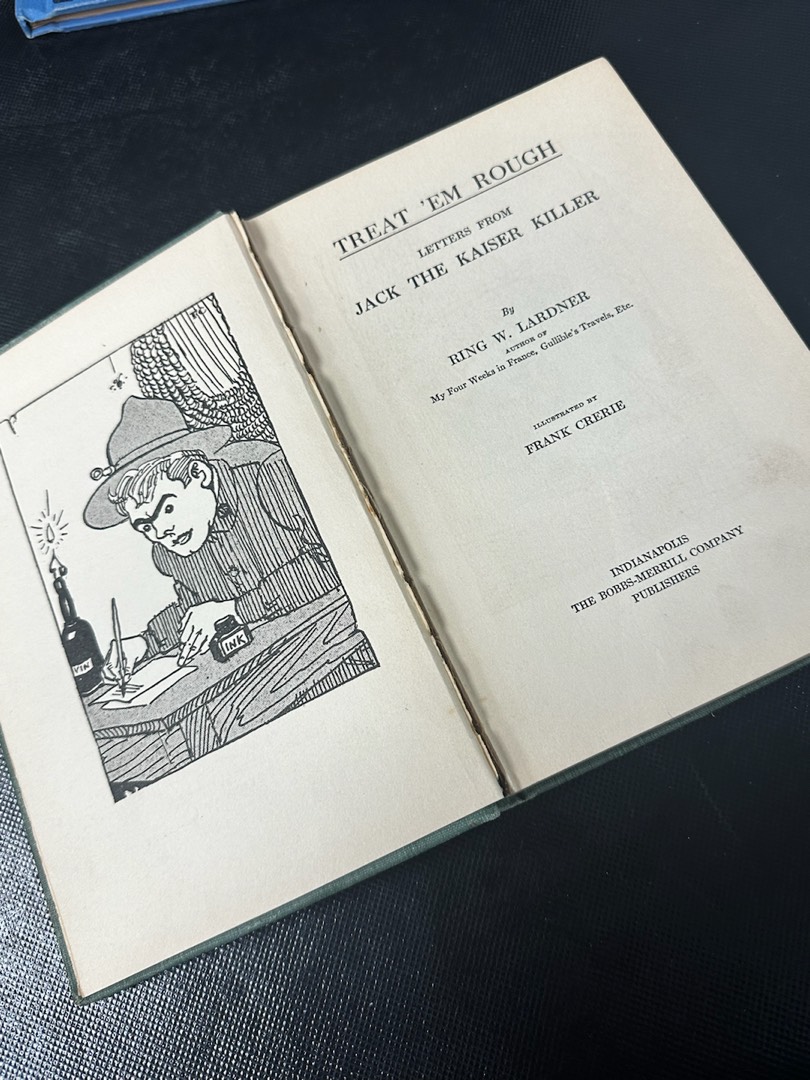 VIN
INK
TREAT 'EM ROUGH
LETTERS FROM
JACK THE KAISER KILLER
By
RING W. LARDNER
AUTHOR OF
My Four Weeks in France, Gullible's Travels, Etc.
ILLUSTRATED BY
FRANK CRERIE
INDIANAPOLIS
THE BOBBS-MERRILL COMPANY
PUBLISHERS